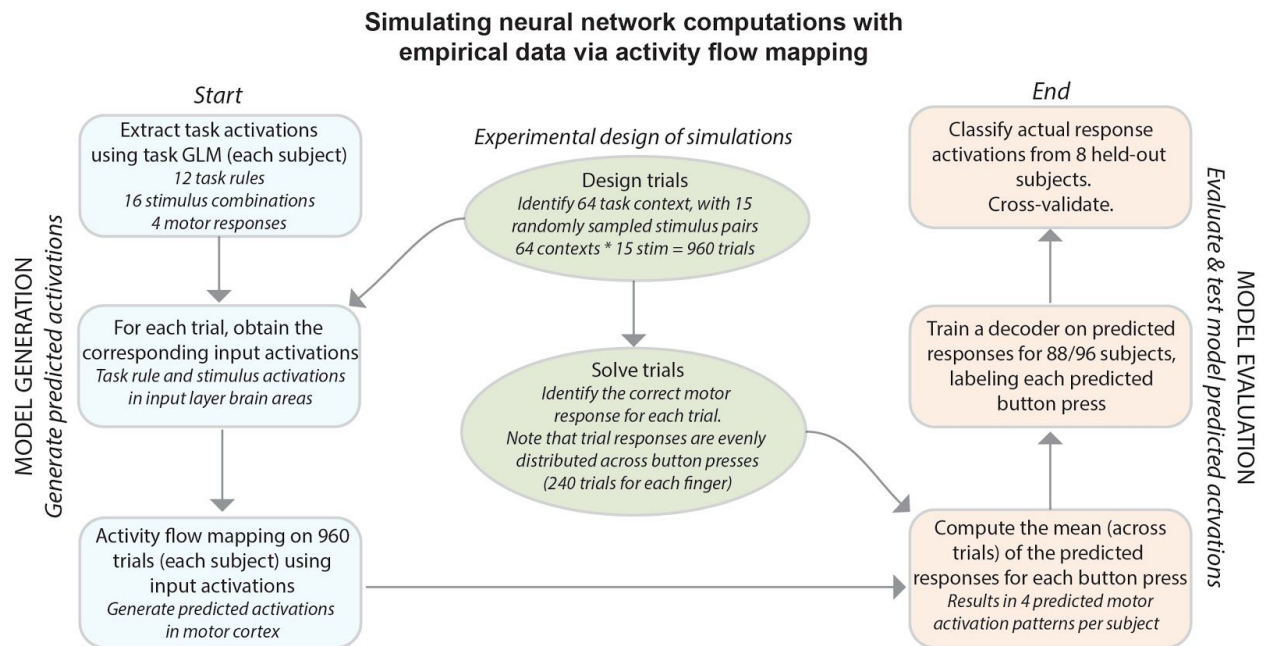 Simulating neural network computations with
empirical data via activity flow mapping
Start
Extract task activations
using task GLM (each subject)
12 task rules
16 stimulus combinations
4 motor responses
For each trial, obtain the
corresponding input activations
Task rule and stimulus activations
in input layer brain areas
Activity flow mapping on 960
trials (each subject) using
input activations
Generate predicted activations
in motor cortex
MODEL GENERATION
Generate predicted activations
Experimental design of simulations
Design trials
Identify 64 task context, with 15
randomly sampled stimulus pairs
64 contexts * 15 stim = 960 trials
Solve trials
Identify the correct motor
response for each trial.
Note that trial responses are evenly
distributed across button presses
(240 trials for each finger)
End
Classify actual response
activations from 8 held-out
subjects.
Cross-validate.
Train a decoder on predicted
responses for 88/96 subjects,
labeling each predicted
button press
Compute the mean (across
trials) of the predicted
responses for each button press
Results in 4 predicted motor
activation patterns per subject
MODEL EVALUATION
Evaluate & test model predicted actvations